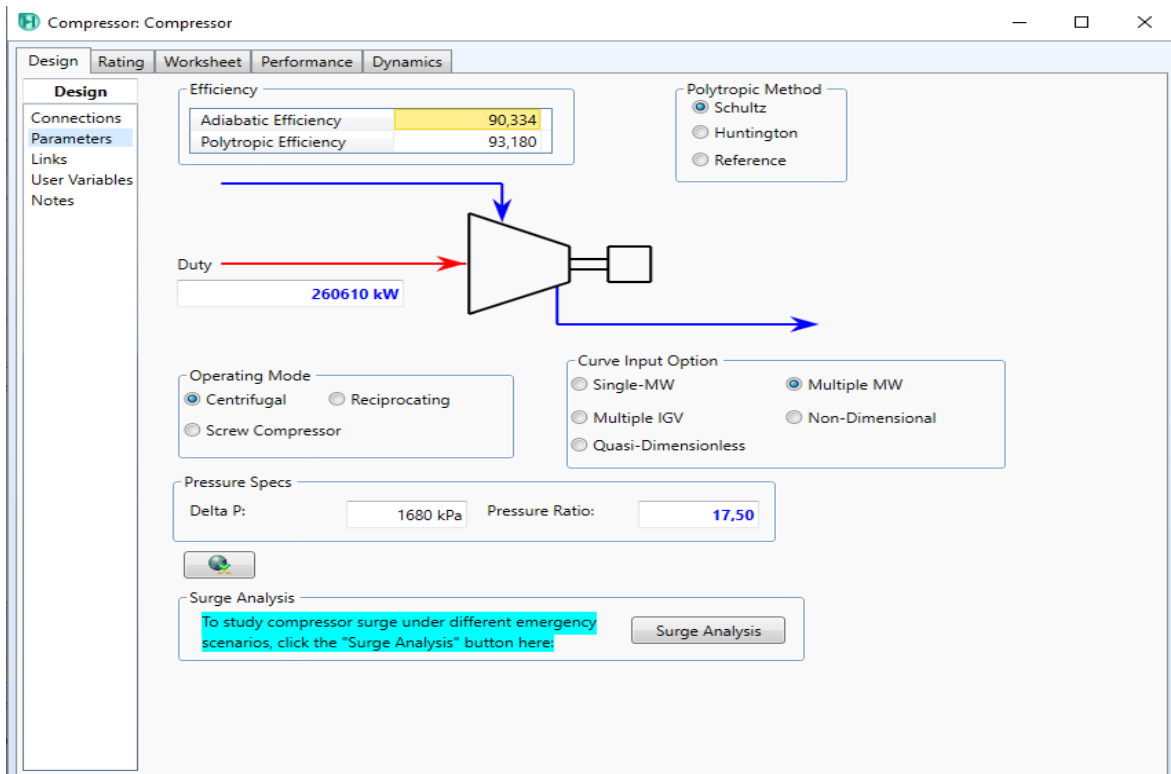 Compressor: Compressor
Design Rating Worksheet Performance Dynamics
Design
Connections
Parameters
Links
User Variables
Notes
Efficiency
Adiabatic Efficiency 90,334
Polytropic Efficiency 93,180
Polytropic Method
Schultz
Huntington
Reference
Duty
260610 kW
Operating Mode
Centrifugal Reciprocating
Screw Compressor
Curve Input Option
Single-MW Multiple MW
Multiple IGV Non-Dimensional
Quasi-Dimensionless
Pressure Specs
Delta P: 1680 kPa Pressure Ratio: 17,50
Surge Analysis
To study compressor surge under different emergency
scenarios, click the "Surge Analysis" button here:
Surge Analysis